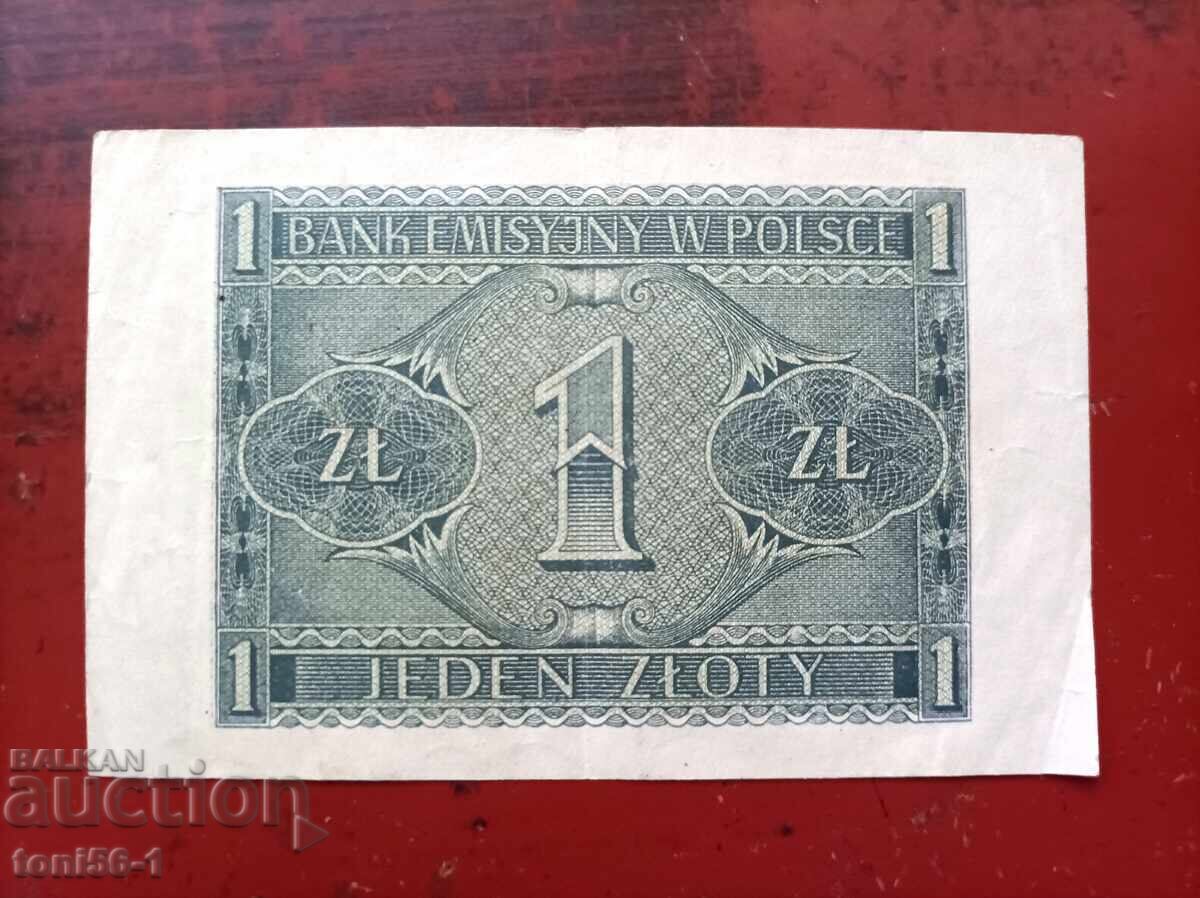 1 BANK EMISYJNY W POLSCE 1
ZŁ 1 ZŁ
1 JEDEN ZŁOTY 1
BALKAN
auction
toni56-1